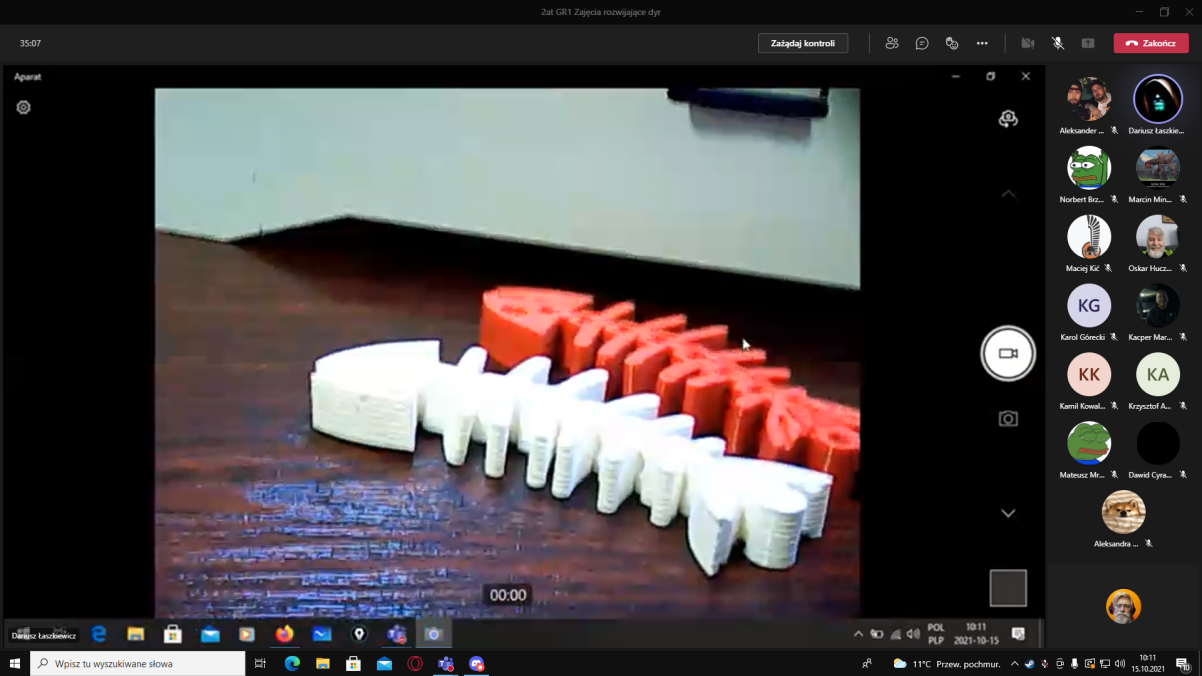 2at GR1 Zajęcia rozwijające dyr
35:07
Zażądaj kontroli
Zakończ
Aparat
Aleksander ...
Dariusz Łaszkie...
Norbert Brz...
Marcin Min...
Maciej Kić
Oskar Hucz...
KG
Karol Górecki
Kacper Mar...
KK
KA
Kamil Kowal...
Krzysztof A...
Mateusz Mr...
Dawid Cyra...
Aleksandra ...
00:00
Dariusz Łaszkiewicz
POL
PLP
10:11
2021-10-15
Wpisz tu wyszukiwane słowa
11°C Przew. pochmur.
10:11
15.10.2021
10